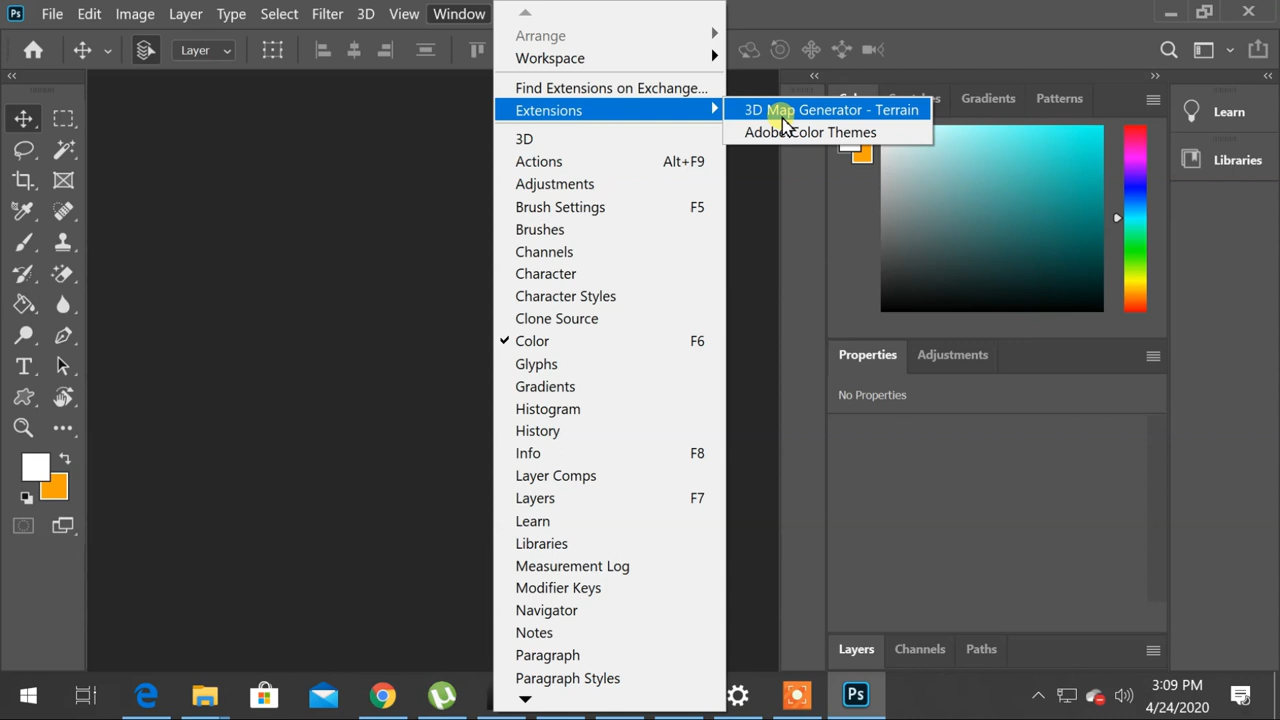 Ps File Edit Image Layer Type Select Filter 3D View Window
Layer
Arrange
Workspace
Find Extensions on Exchange...
Extensions
3D Map Generator - Terrain
Adobe Color Themes
3D
Actions Alt+F9
Adjustments
Brush Settings F5
Brushes
Channels
Character
Character Styles
Clone Source
Color F6
Glyphs
Gradients
Histogram
History
Info F8
Layer Comps
Layers F7
Learn
Libraries
Measurement Log
Modifier Keys
Navigator
Notes
Paragraph
Paragraph Styles
Gradients Patterns
Learn
Libraries
Properties Adjustments
No Properties
Layers Channels Paths
T
Ps
3:09 PM
4/24/2020